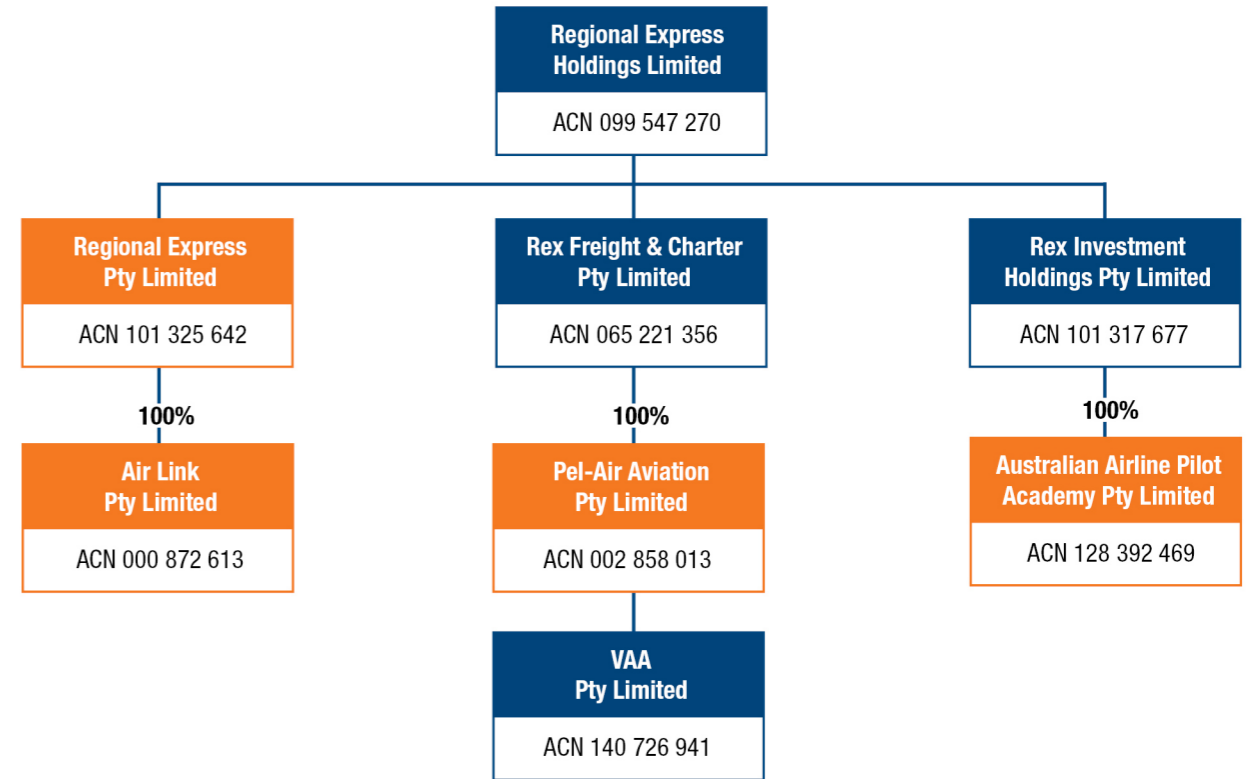 Regional Express
Holdings Limited
ACN 099 547 270
Regional Express
Pty Limited
ACN 101 325 642
Rex Freight & Charter
Pty Limited
ACN 065 221 356
Rex Investment
Holdings Pty Limited
ACN 101 317 677
100%
100%
100%
Air Link
Pty Limited
ACN 000 872 613
Pel-Air Aviation
Pty Limited
ACN 002 858 013
Australian Airline Pilot
Academy Pty Limited
ACN 128 392 469
VAA
Pty Limited
ACN 140 726 941